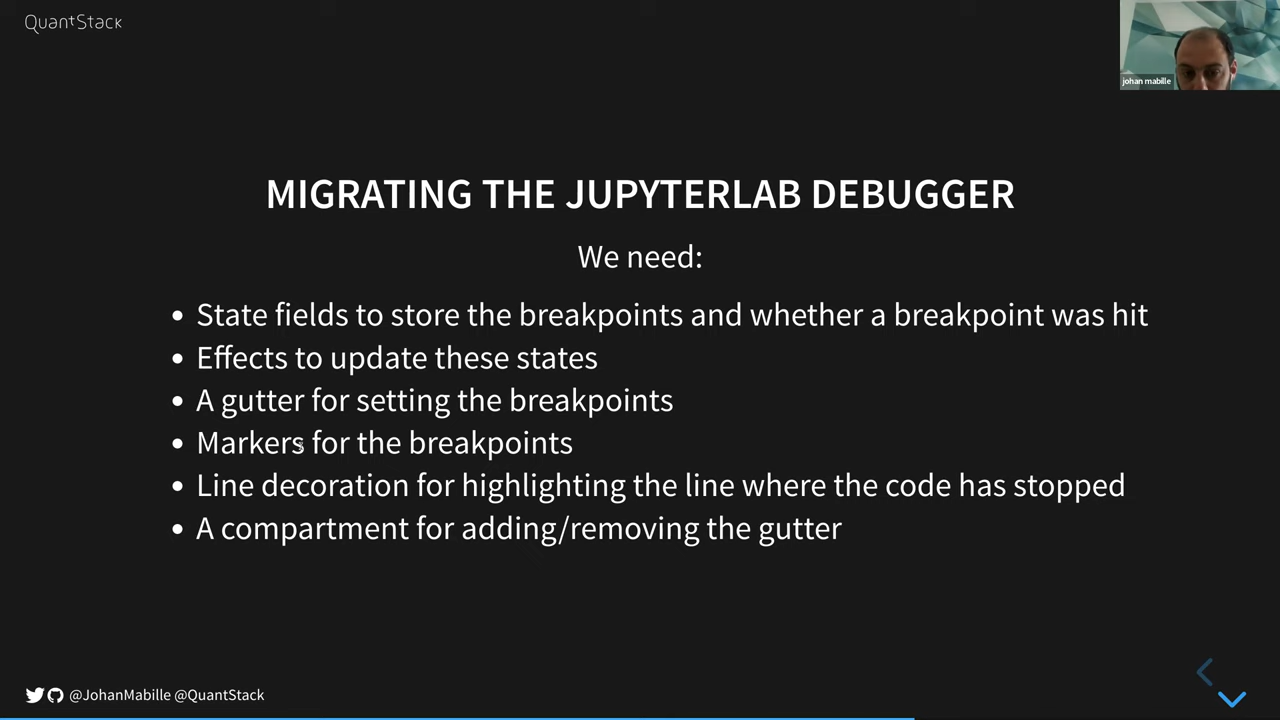 QuantStack
johan mabille
MIGRATING THE JUPYTERLAB DEBUGGER
We need:
• State fields to store the breakpoints and whether a breakpoint was hit
• Effects to update these states
• A gutter for setting the breakpoints
• Markers for the breakpoints
• Line decoration for highlighting the line where the code has stopped
• A compartment for adding/removing the gutter
@JohanMabille @QuantStack